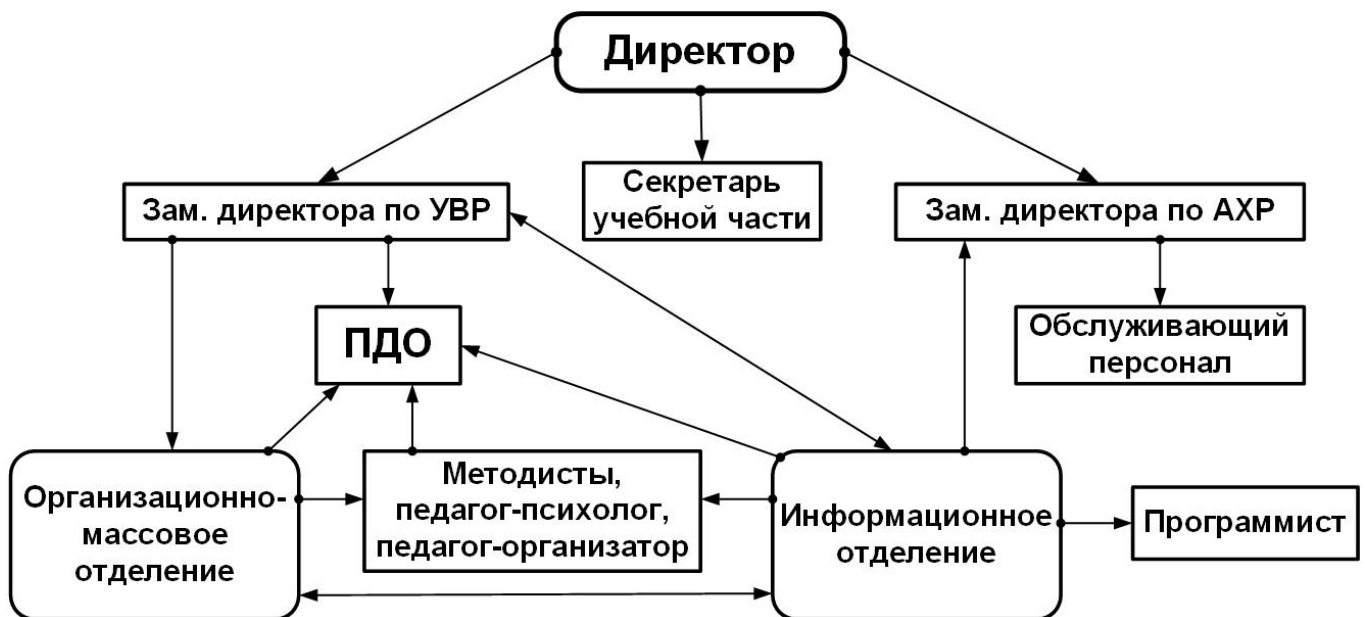 Директор
Секретарь
учебной части
Зам. директора по УВР
Зам. директора по АХР
ПДО
Обслуживающий
персонал
Организационно-
массовое
отделение
Методисты,
педагог-психолог,
педагог-организатор
Информационное
отделение
Программист